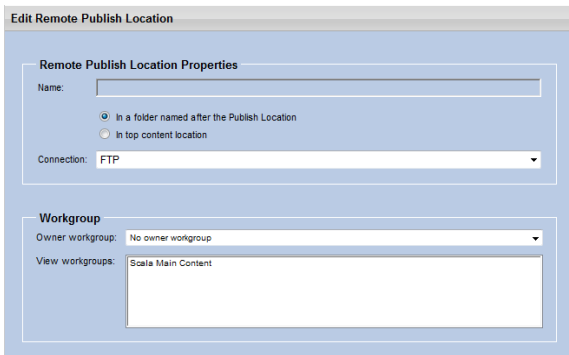 Edit Remote Publish Location
Remote Publish Location Properties
Name:
In a folder named after the Publish Location
In top content location
Connection: FTP
Workgroup
Owner workgroup: No owner workgroup
View workgroups: Scala Main Content